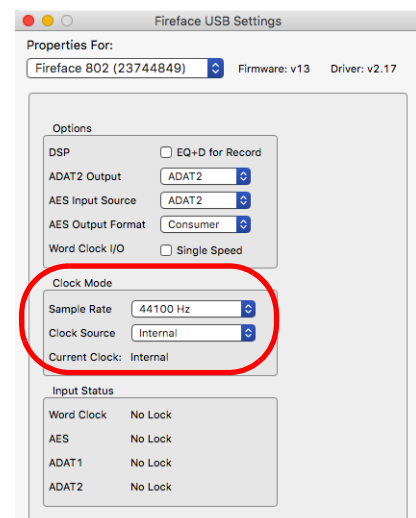 Fireface USB Settings
Properties For:
Fireface 802 (23744849) Firmware: v13 Driver: v2.17
Options
DSP EQ+D for Record
ADAT2 Output ADAT2
AES Input Source ADAT2
AES Output Format Consumer
Word Clock I/O Single Speed
Clock Mode
Sample Rate 44100 Hz
Clock Source Internal
Current Clock: Internal
Input Status
Word Clock No Lock
AES No Lock
ADAT1 No Lock
ADAT2 No Lock